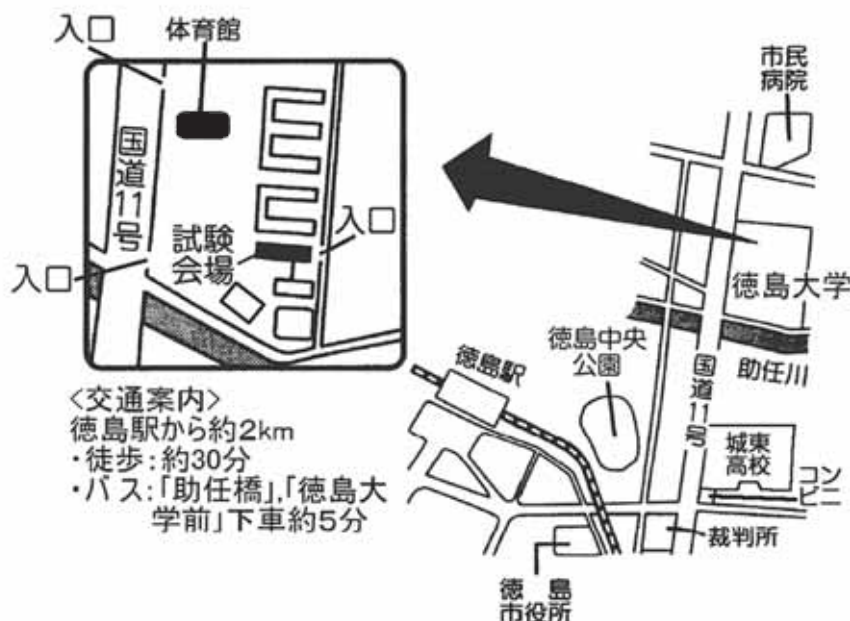 入口
体育館
国道11号
試験
会場
入口
入口
市民
病院
徳島大学
助任川
徳島中央
公園
徳島駅
国道11号
城東
高校
コン
ビニ
裁判所
徳島
市役所
<交通案内>
徳島駅から約2km
・徒歩:約30分
・バス:「助任橋」,「徳島大
学前」下車約5分